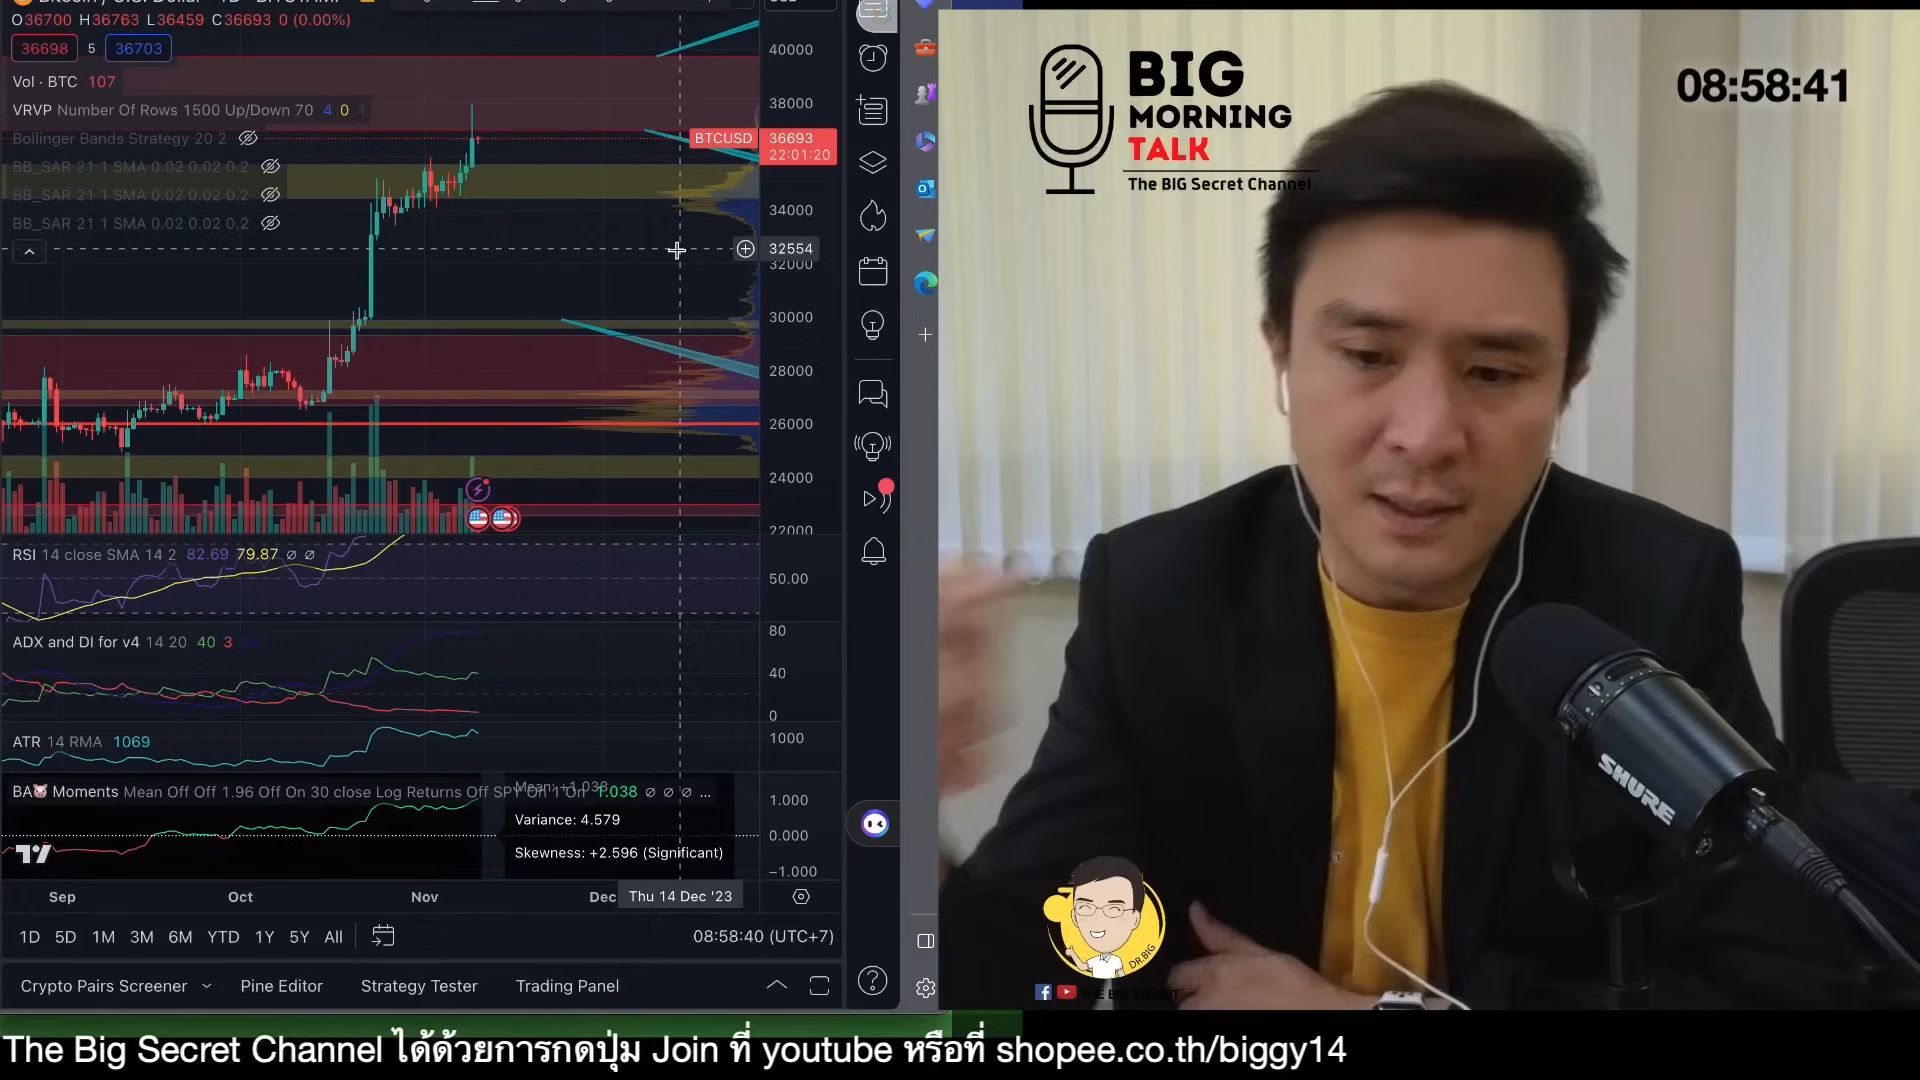 O36700 H36763 L36459 C36693 0 (0.00%)
36698 5 36703
Vol · BTC 107
VRVP Number Of Rows 1500 Up/Down 70 4 0
Bollinger Bands Strategy 20 2
BB_SAR 21 1 SMA 0.02 0.02 0.2
BB_SAR 21 1 SMA 0.02 0.02 0.2
BB_SAR 21 1 SMA 0.02 0.02 0.2
40000
38000
BTCUSD 36693
22:01:20
34000
32554
32000
30000
28000
26000
24000
22000
RSI 14 close SMA 14 2 82.69 79.87 ∅ ∅
50.00
ADX and DI for v4 14 20 40 3
80
40
0
ATR 14 RMA 1069
1000
BA🐷 Moments Mean Off Off 1.96 Off On 30 close Log Returns Off SPY On 1 On 1.038 ∅ ∅ ∅ ...
Mean: +1.038
Variance: 4.579
Skewness: +2.596 (Significant)
1.000
0.000
−1.000
Sep Oct Nov Dec Thu 14 Dec '23
1D 5D 1M 3M 6M YTD 1Y 5Y All 08:58:40 (UTC+7)
Crypto Pairs Screener Pine Editor Strategy Tester Trading Panel
BIG
MORNING
TALK
The BIG Secret Channel
08:58:41
SHURE
DR.BIG
THE BIG SECRET
The Big Secret Channel ได้ด้วยการกดปุ่ม Join ที่ youtube หรือที่ shopee.co.th/biggy14